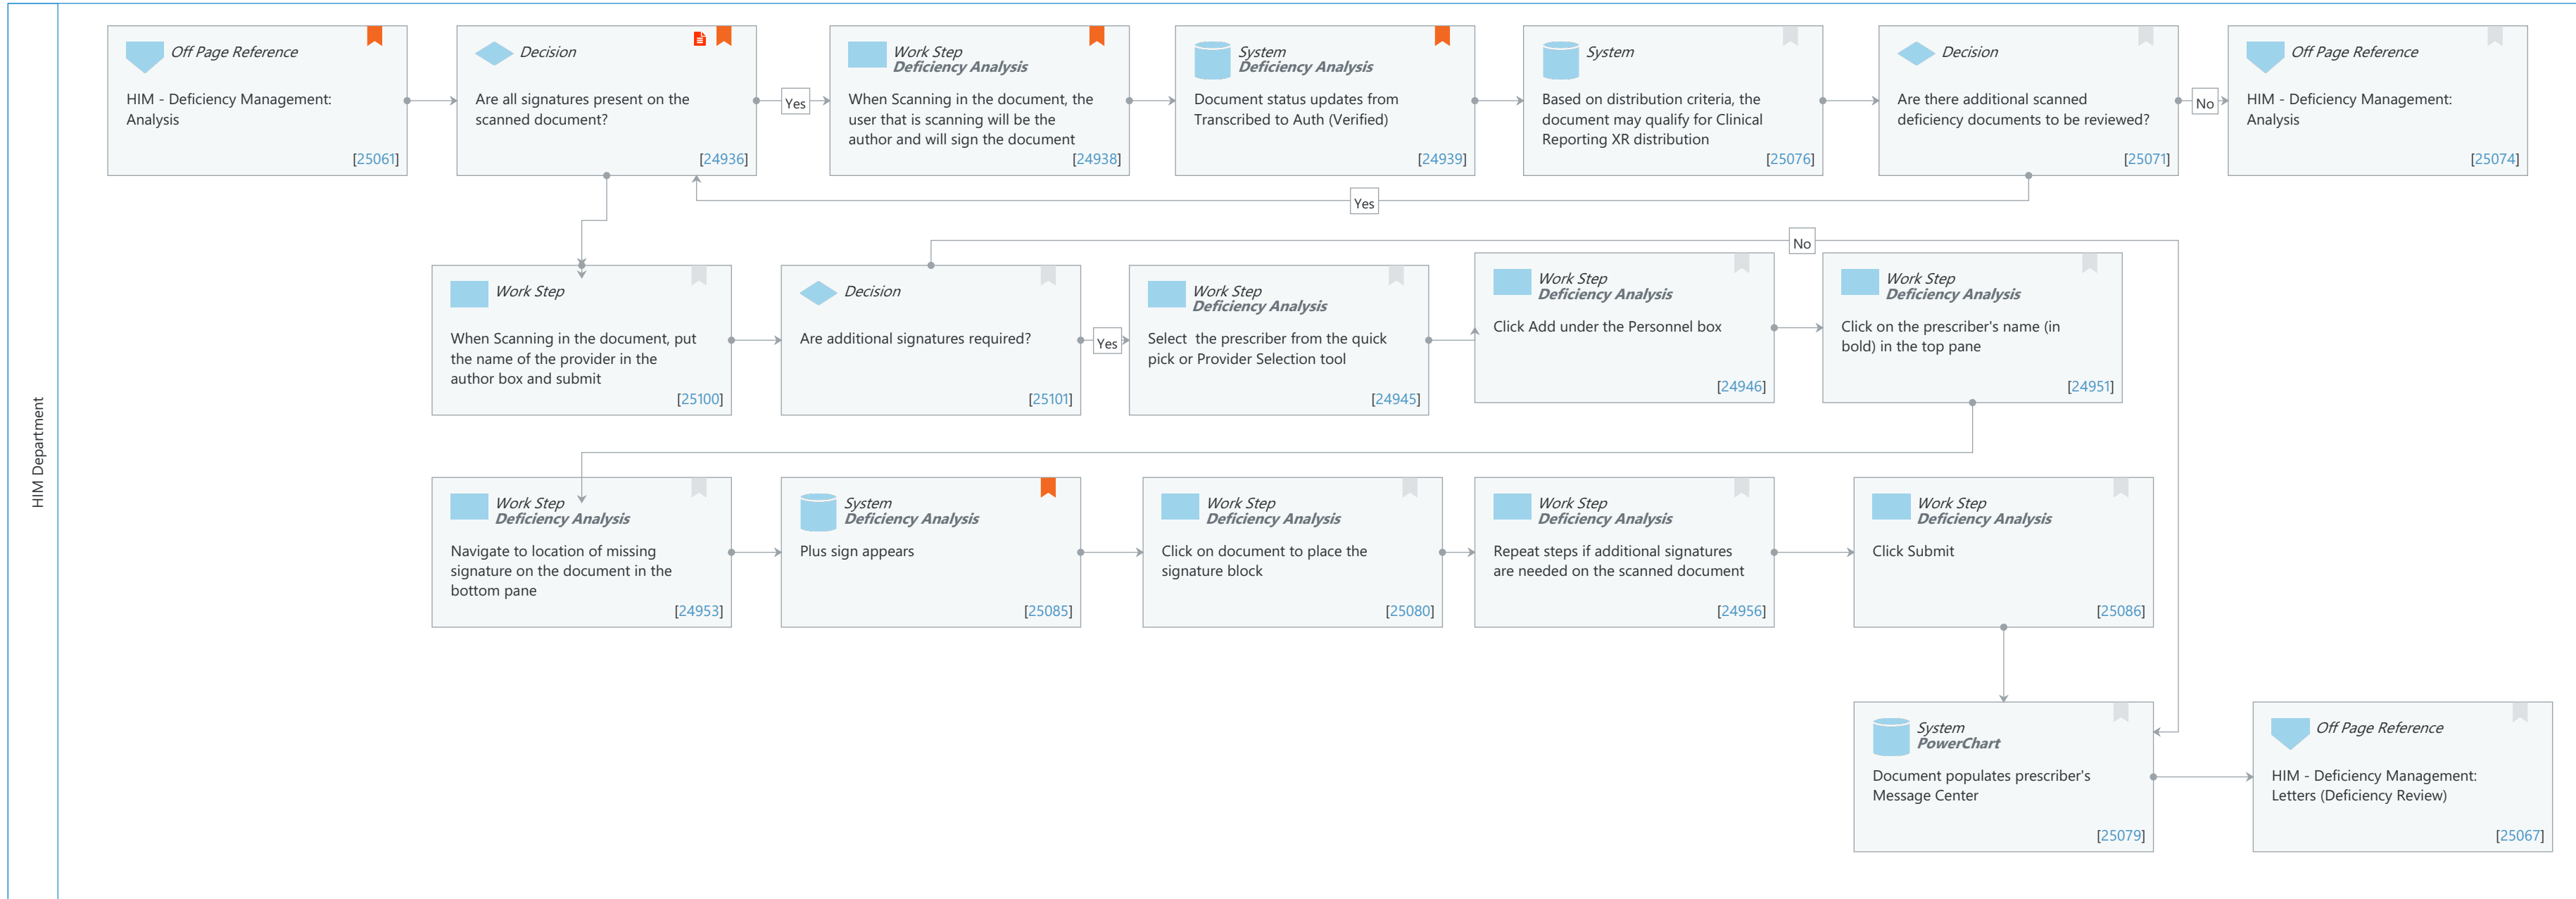 HIM Department
Off Page Reference
HIM - Deficiency Management:
Analysis
[25061]
Decision
Are all signatures present on the
scanned document?
[24936]
Yes
Work Step
Deficiency Analysis
When Scanning in the document, the
user that is scanning will be the
author and will sign the document
[24938]
System
Deficiency Analysis
Document status updates from
Transcribed to Auth (Verified)
[24939]
System
Based on distribution criteria, the
document may qualify for Clinical
Reporting XR distribution
[25076]
Decision
Are there additional scanned
deficiency documents to be reviewed?
[25071]
No
Off Page Reference
HIM - Deficiency Management:
Analysis
[25074]
Yes
No
Work Step
When Scanning in the document, put
the name of the provider in the
author box and submit
[25100]
Decision
Are additional signatures required?
[25101]
Yes
Work Step
Deficiency Analysis
Select  the prescriber from the quick
pick or Provider Selection tool
[24945]
Work Step
Deficiency Analysis
Click Add under the Personnel box
[24946]
Work Step
Deficiency Analysis
Click on the prescriber's name (in
bold) in the top pane
[24951]
Work Step
Deficiency Analysis
Navigate to location of missing
signature on the document in the
bottom pane
[24953]
System
Deficiency Analysis
Plus sign appears
[25085]
Work Step
Deficiency Analysis
Click on document to place the
signature block
[25080]
Work Step
Deficiency Analysis
Repeat steps if additional signatures
are needed on the scanned document
[24956]
Work Step
Deficiency Analysis
Click Submit
[25086]
System
PowerChart
Document populates prescriber's
Message Center
[25079]
Off Page Reference
HIM - Deficiency Management:
Letters (Deficiency Review)
[25067]